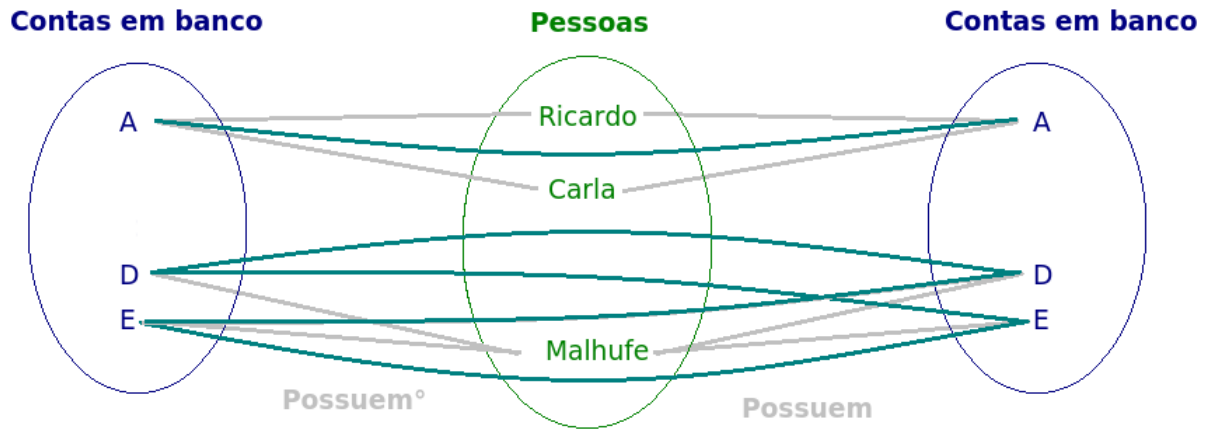 Contas em banco Pessoas Contas em banco
A Ricardo A
Carla
D D
E E
Malhufe
Possuem° Possuem